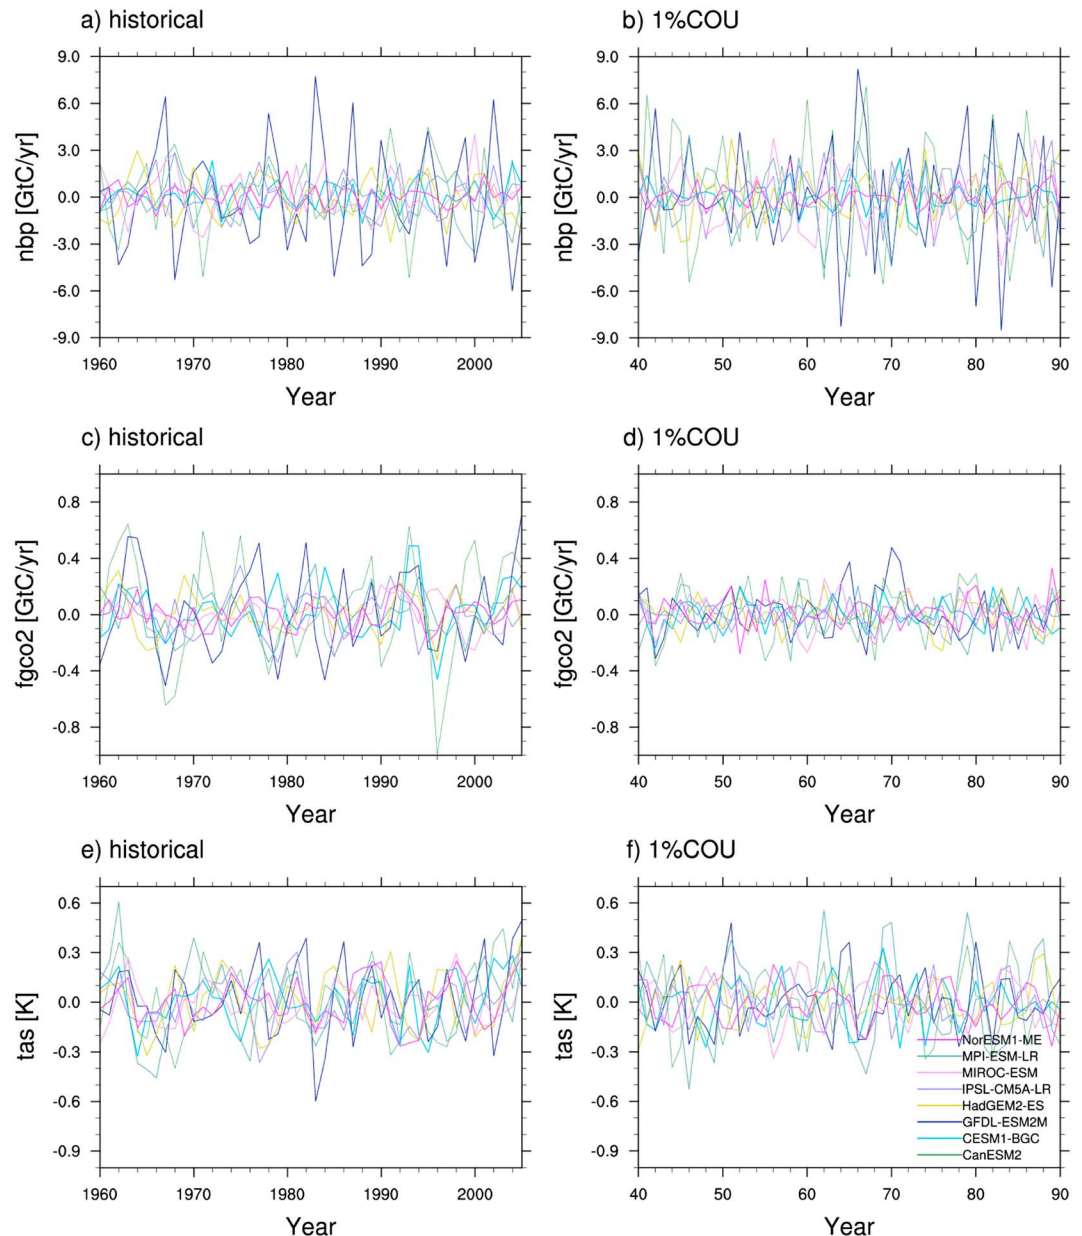 a) historical
b) 1%COU
9.0
6.0
3.0
0.0
-3.0
-6.0
-9.0
nbp [GtC/yr]
1960 1970 1980 1990 2000
Year
9.0
6.0
3.0
0.0
-3.0
-6.0
-9.0
nbp [GtC/yr]
40 50 60 70 80 90
Year
c) historical
d) 1%COU
0.8
0.4
0.0
-0.4
-0.8
fgco2 [GtC/yr]
1960 1970 1980 1990 2000
Year
0.8
0.4
0.0
-0.4
-0.8
fgco2 [GtC/yr]
40 50 60 70 80 90
Year
e) historical
f) 1%COU
0.6
0.3
0.0
-0.3
-0.6
-0.9
tas [K]
1960 1970 1980 1990 2000
Year
0.6
0.3
0.0
-0.3
-0.6
-0.9
tas [K]
NorESM1-ME
MPI-ESM-LR
MIROC-ESM
IPSL-CM5A-LR
HadGEM2-ES
GFDL-ESM2M
CESM1-BGC
CanESM2
40 50 60 70 80 90
Year